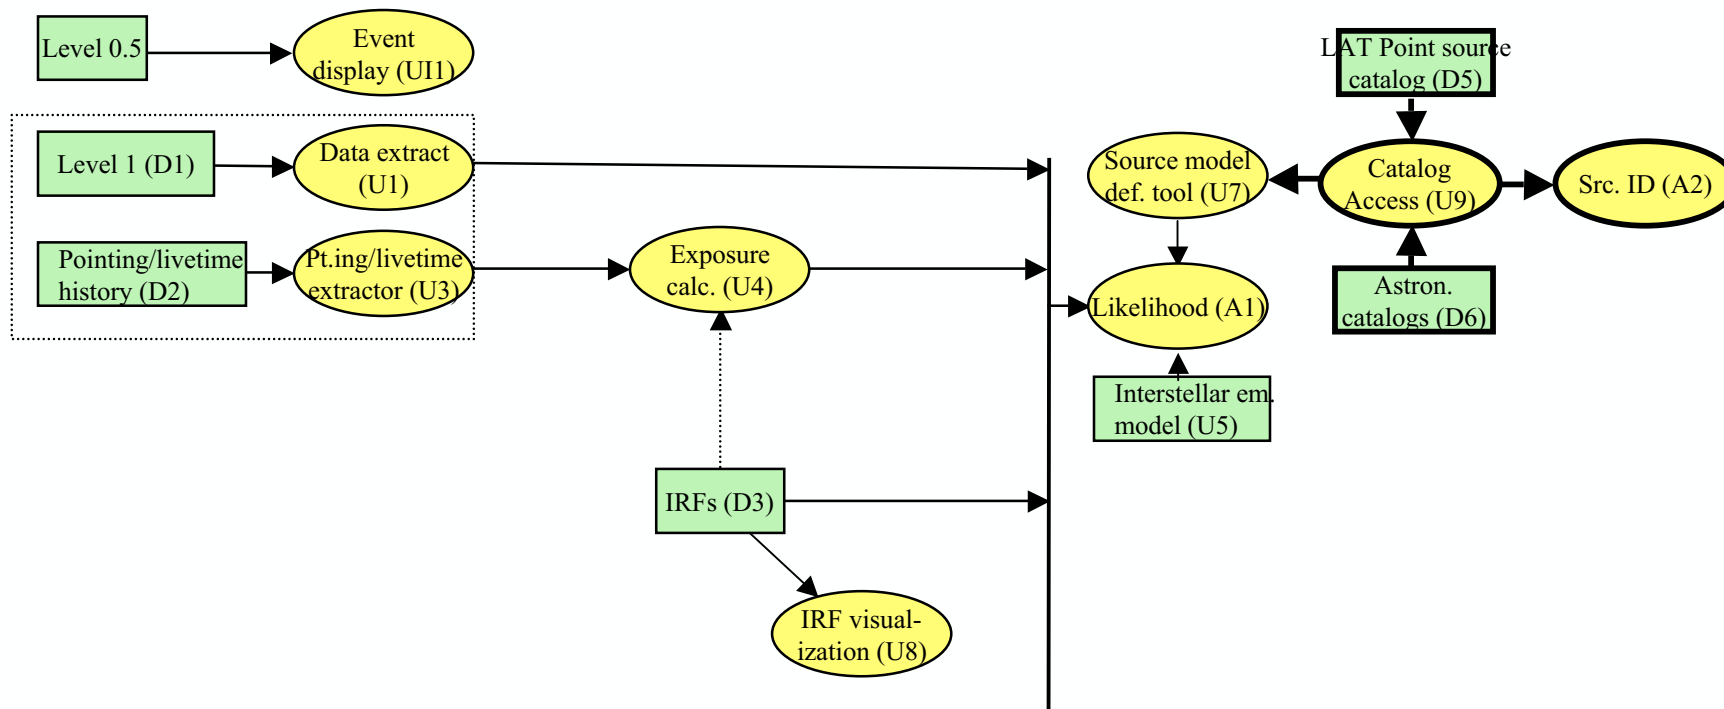 Level 0.5
Event
display (UI1)
LAT Point source
catalog (D5)
Level 1 (D1)
Data extract
(U1)
Source model
def. tool (U7)
Catalog
Access (U9)
Src. ID (A2)
Pointing/livetime
history (D2)
Pt.ing/livetime
extractor (U3)
Exposure
calc. (U4)
Likelihood (A1)
Astron.
catalogs (D6)
Interstellar em.
model (U5)
IRFs (D3)
IRF visual-
ization (U8)